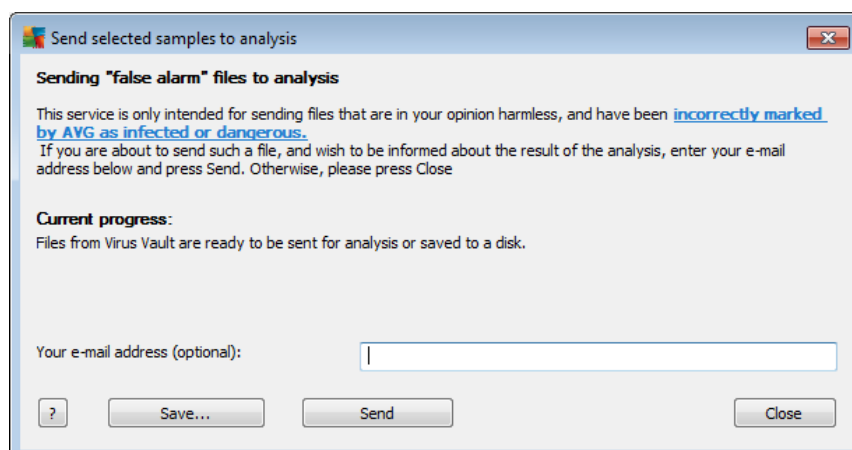 Send selected samples to analysis
Sending "false alarm" files to analysis
This service is only intended for sending files that are in your opinion harmless, and have been incorrectly marked
by AVG as infected or dangerous.
If you are about to send such a file, and wish to be informed about the result of the analysis, enter your e-mail
address below and press Send. Otherwise, please press Close
Current progress:
Files from Virus Vault are ready to be sent for analysis or saved to a disk.
Your e-mail address (optional):
? Save... Send Close